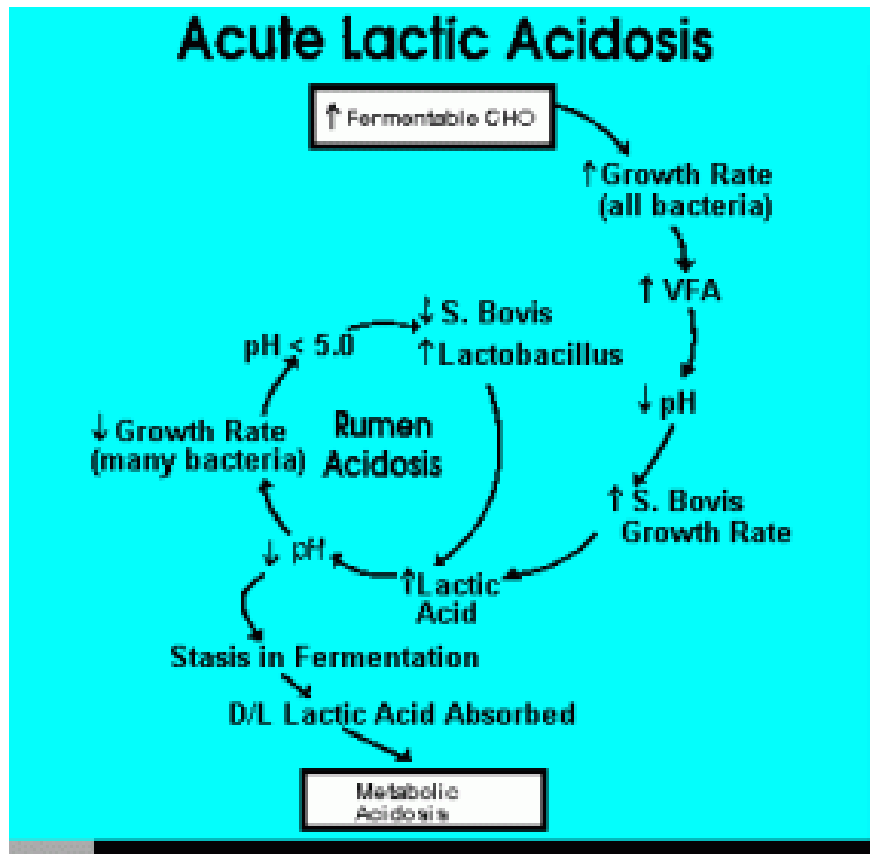 Acute Lactic Acidosis
↑ Fermentable CHO
↑ Growth Rate
(all bacteria)
↑ VFA
↓ pH
↑ S. Bovis
Growth Rate
↑ Lactic
Acid
↓ pH
↓ Growth Rate
(many bacteria)
pH < 5.0
↓ S. Bovis
↑ Lactobacillus
Rumen
Acidosis
Stasis in Fermentation
D/L Lactic Acid Absorbed
Metabolic
Acidosis